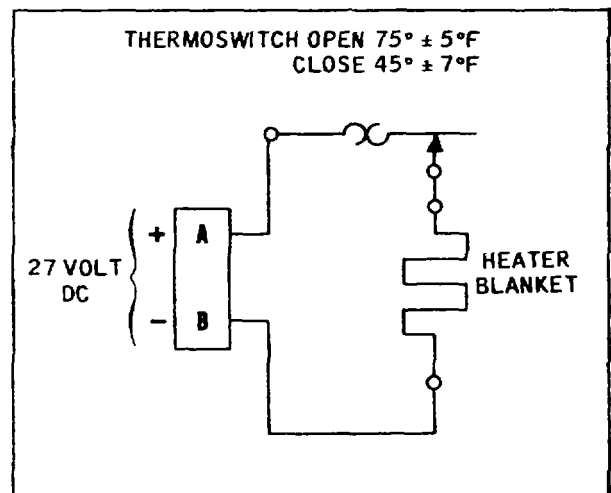 THERMOSWITCH OPEN 75° ± 5°F
CLOSE 45° ± 7°F
27 VOLT
DC
+
A
-
B
HEATER
BLANKET